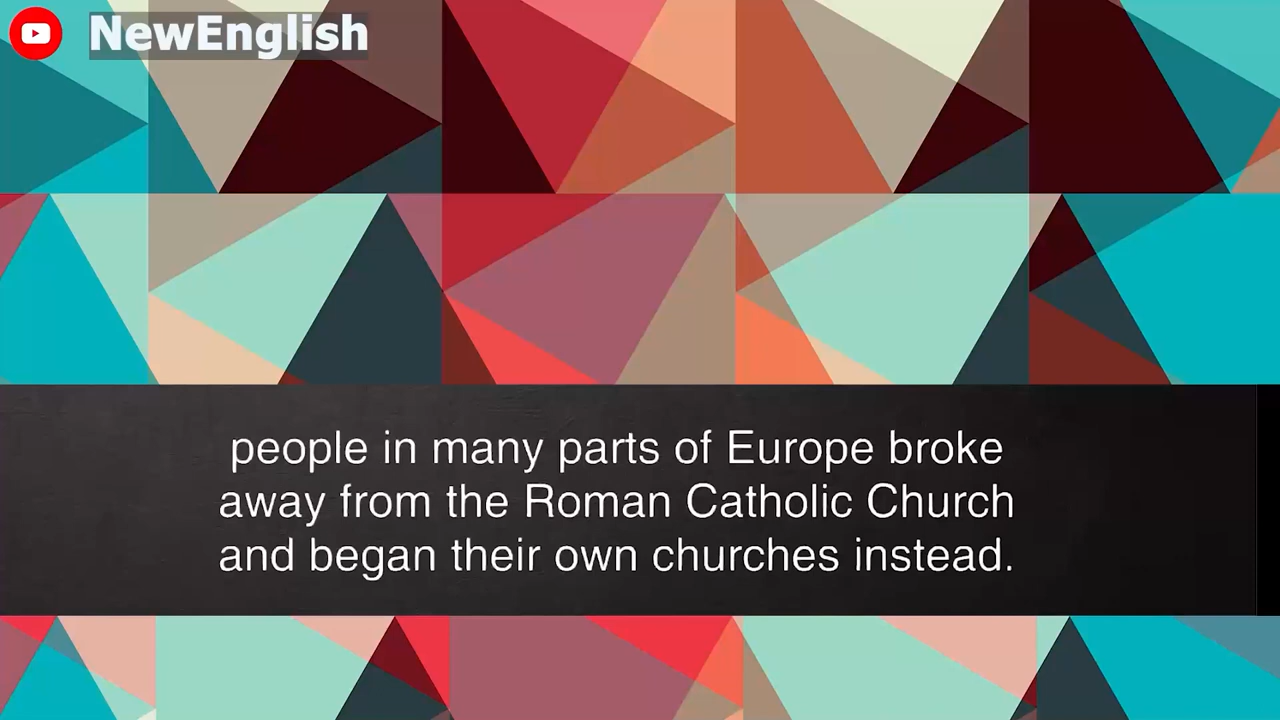 NewEnglish
people in many parts of Europe broke
away from the Roman Catholic Church
and began their own churches instead.